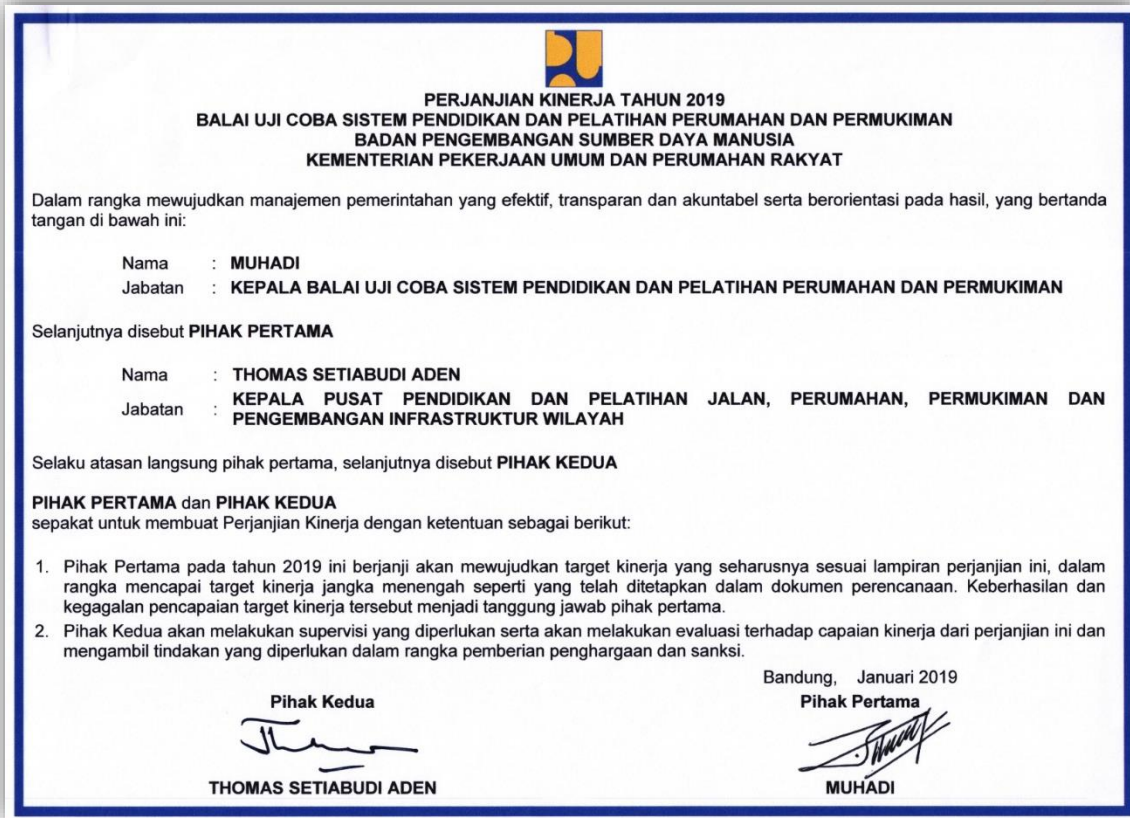 PERJANJIAN KINERJA TAHUN 2019
BALAI UJI COBA SISTEM PENDIDIKAN DAN PELATIHAN PERUMAHAN DAN PERMUKIMAN
BADAN PENGEMBANGAN SUMBER DAYA MANUSIA
KEMENTERIAN PEKERJAAN UMUM DAN PERUMAHAN RAKYAT
Dalam rangka mewujudkan manajemen pemerintahan yang efektif, transparan dan akuntabel serta berorientasi pada hasil, yang bertanda
tangan di bawah ini:
Nama : MUHADI
Jabatan : KEPALA BALAI UJI COBA SISTEM PENDIDIKAN DAN PELATIHAN PERUMAHAN DAN PERMUKIMAN
Selanjutnya disebut PIHAK PERTAMA
Nama : THOMAS SETIABUDI ADEN
Jabatan : KEPALA PUSAT PENDIDIKAN DAN PELATIHAN JALAN, PERUMAHAN, PERMUKIMAN DAN
PENGEMBANGAN INFRASTRUKTUR WILAYAH
Selaku atasan langsung pihak pertama, selanjutnya disebut PIHAK KEDUA
PIHAK PERTAMA dan PIHAK KEDUA
sepakat untuk membuat Perjanjian Kinerja dengan ketentuan sebagai berikut:
1. Pihak Pertama pada tahun 2019 ini berjanji akan mewujudkan target kinerja yang seharusnya sesuai lampiran perjanjian ini, dalam
rangka mencapai target kinerja jangka menengah seperti yang telah ditetapkan dalam dokumen perencanaan. Keberhasilan dan
kegagalan pencapaian target kinerja tersebut menjadi tanggung jawab pihak pertama.
2. Pihak Kedua akan melakukan supervisi yang diperlukan serta akan melakukan evaluasi terhadap capaian kinerja dari perjanjian ini dan
mengambil tindakan yang diperlukan dalam rangka pemberian penghargaan dan sanksi.
Bandung, Januari 2019
Pihak Kedua Pihak Pertama
THOMAS SETIABUDI ADEN MUHADI